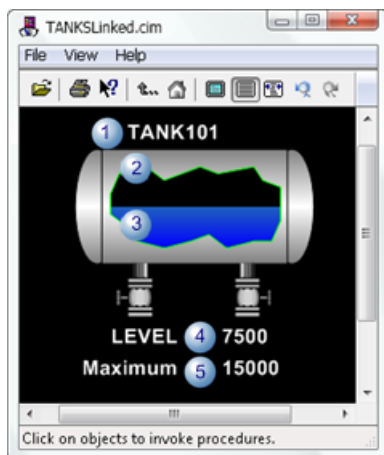 TANKSLinked.cim
File View Help
1 TANK101
2
3
LEVEL 4 7500
Maximum 5 15000
Click on objects to invoke procedures.